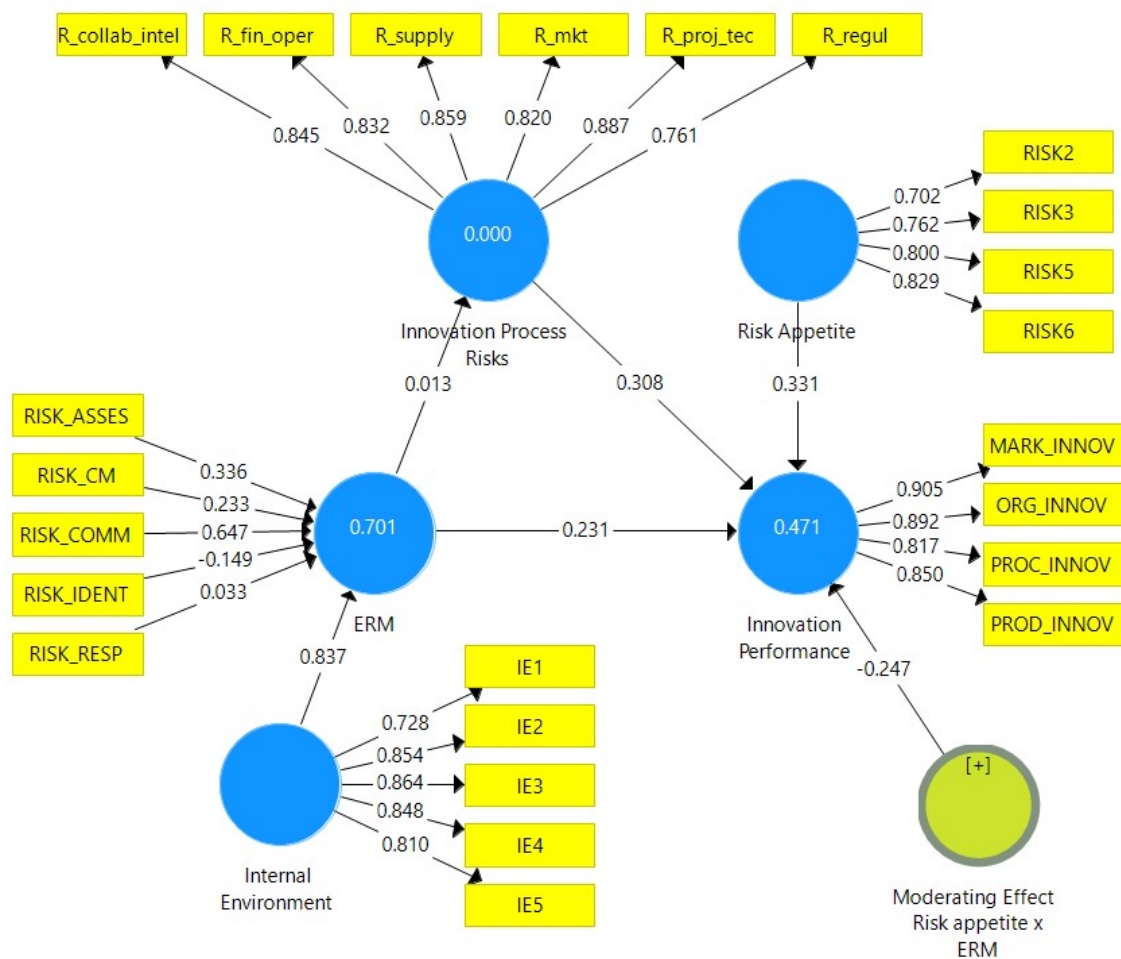 R_collab_intel
R_fin_oper
R_supply
R_mkt
R_proj_tec
R_regul
0.845
0.832
0.859
0.820
0.887
0.761
0.000
Innovation Process
Risks
RISK2
RISK3
RISK5
RISK6
0.702
0.762
0.800
0.829
Risk Appetite
0.013
0.308
0.331
RISK_ASSES
RISK_CM
RISK_COMM
RISK_IDENT
RISK_RESP
0.336
0.233
0.647
-0.149
0.033
0.701
ERM
0.231
0.471
Innovation
Performance
0.905
0.892
0.817
0.850
MARK_INNOV
ORG_INNOV
PROC_INNOV
PROD_INNOV
0.837
-0.247
Internal
Environment
0.728
0.854
0.864
0.848
0.810
IE1
IE2
IE3
IE4
IE5
[+]
Moderating Effect
Risk appetite x
ERM